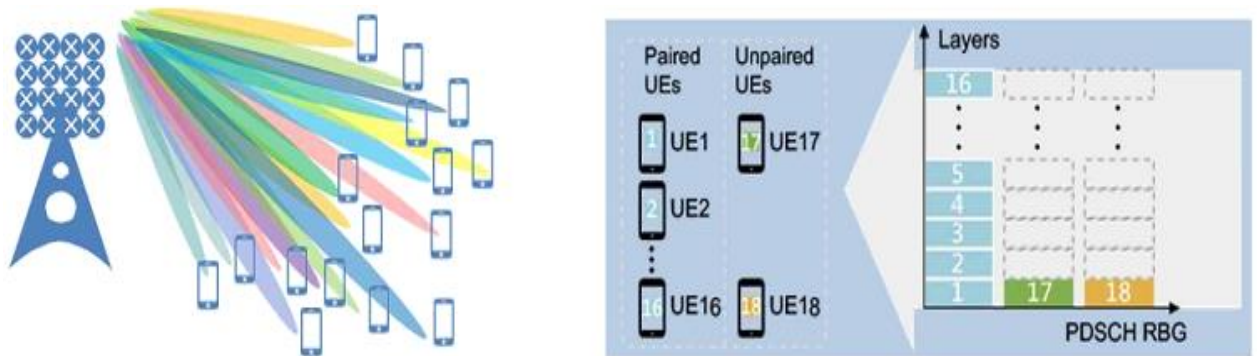 Paired
UEs
Unpaired
UEs
1 UE1
17 UE17
2 UE2
16 UE16
18 UE18
Layers
16
5
4
3
2
1 17 18
PDSCH RBG